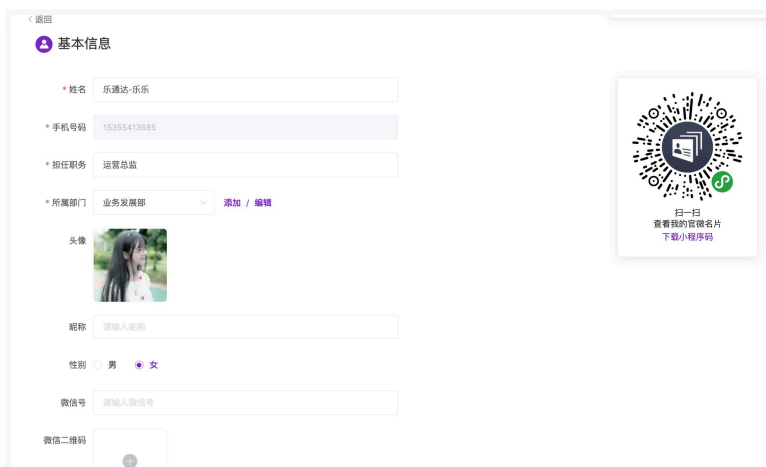 < 返回
基本信息
* 姓名 乐通达-乐乐
* 手机号码 15355413685
* 担任职务 运营总监
* 所属部门 业务发展部 添加 / 编辑
头像
昵称 请输入昵称
性别 男 女
微信号 请输入微信号
微信二维码
扫一扫
查看我的官微名片
下载小程序码